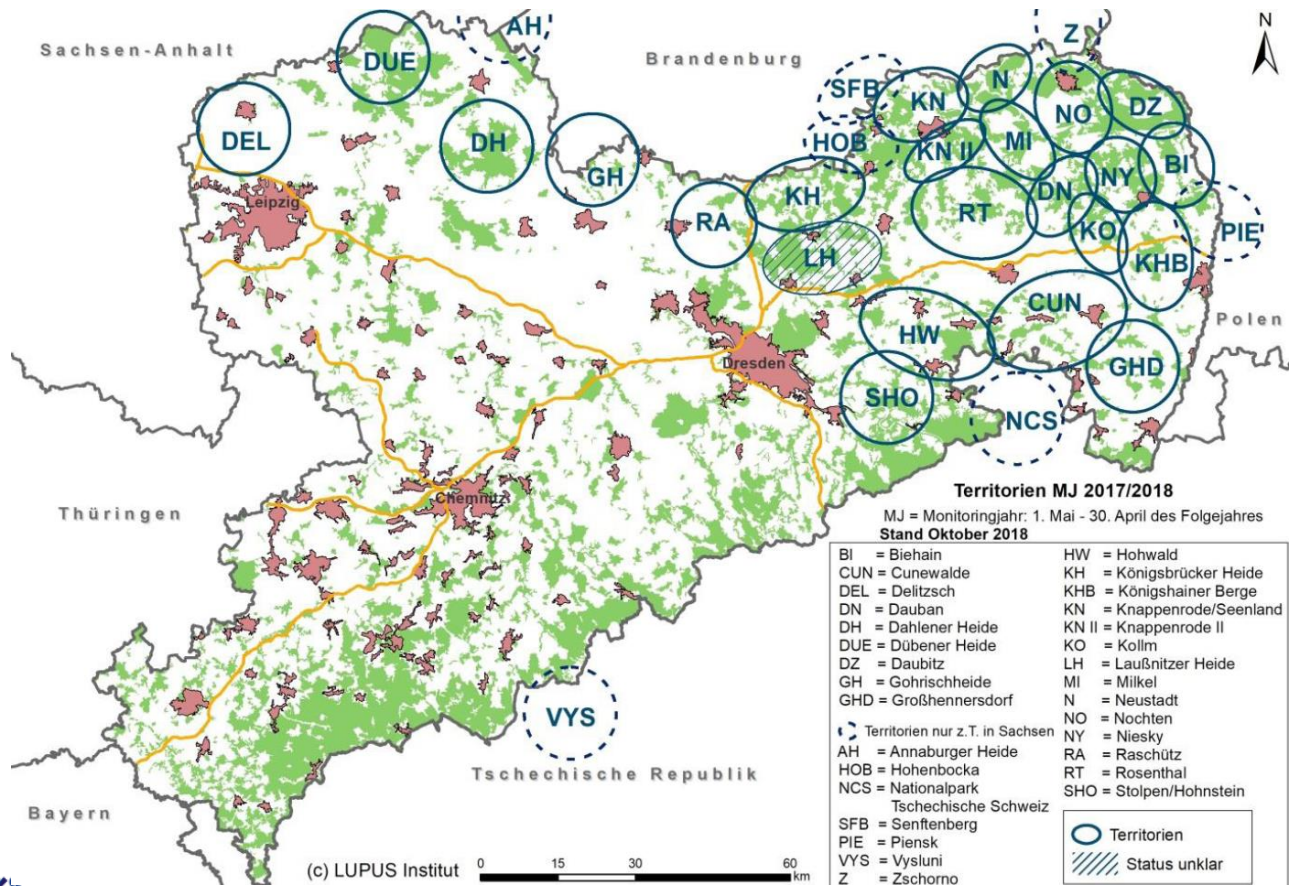 Sachsen-Anhalt
Brandenburg
N
AH
Z
DUE
SFB
KN
N
NO
DZ
DEL
DH
HOB
KN II
MI
BI
GH
NY
Leipzig
KH
DN
RA
RT
KO
PIE
LH
KHB
CUN
HW
Polen
Dresden
GHD
SHO
NCS
Chemnitz
Thüringen
VYS
Tschechische Republik
Bayern
Territorien MJ 2017/2018
MJ = Monitoringjahr: 1. Mai - 30. April des Folgejahres
Stand Oktober 2018
BI = Biehain
CUN = Cunewalde
DEL = Delitzsch
DN = Dauban
DH = Dahlener Heide
DUE = Dübener Heide
DZ = Daubitz
GH = Gohrischheide
GHD = Großhennersdorf
Territorien nur z.T. in Sachsen
AH = Annaburger Heide
HOB = Hohenbocka
NCS = Nationalpark
Tschechische Schweiz
SFB = Senftenberg
PIE = Piensk
VYS = Vysluni
Z = Zschorno
HW = Hohwald
KH = Königsbrücker Heide
KHB = Königshainer Berge
KN = Knappenrode/Seenland
KN II = Knappenrode II
KO = Kollm
LH = Laußnitzer Heide
MI = Milkel
N = Neustadt
NO = Nochten
NY = Niesky
RA = Raschütz
RT = Rosenthal
SHO = Stolpen/Hohnstein
Territorien
Status unklar
(c) LUPUS Institut
0 15 30 60
km